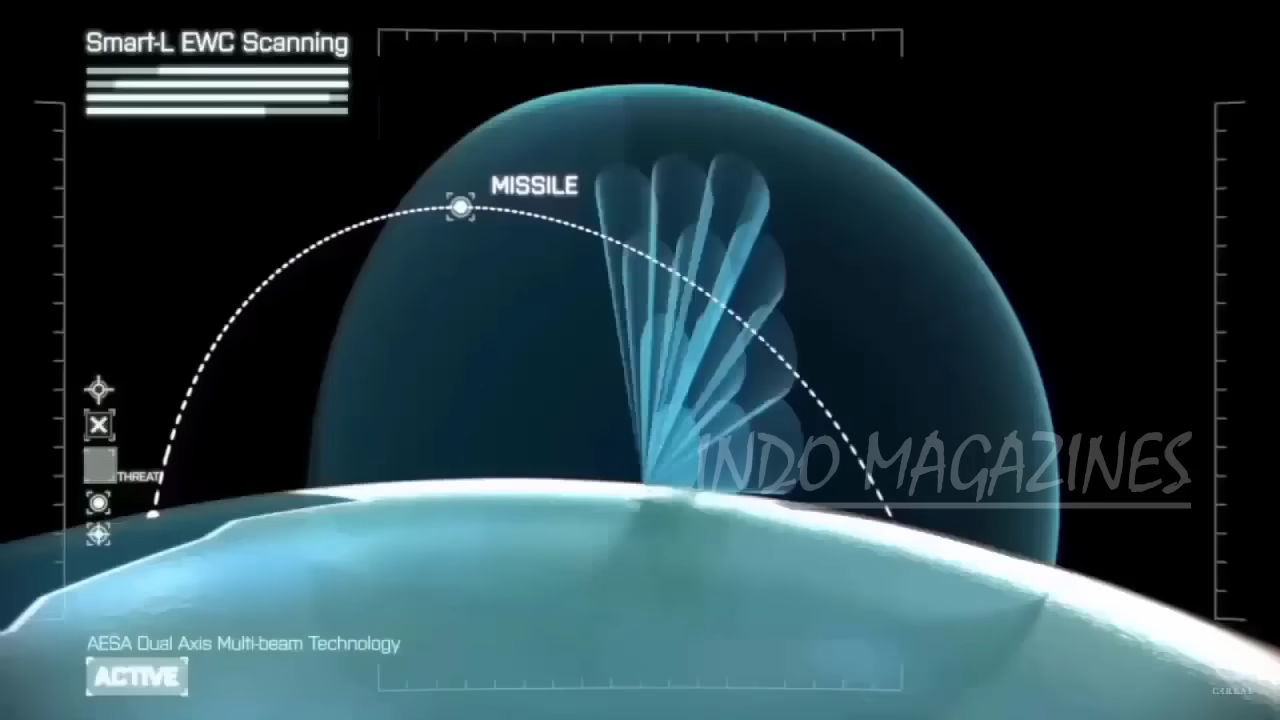 Smart-L EWC Scanning
MISSILE
INDO MAGAZINES
THREAT
AESA Dual Axis Multi-beam Technology
ACTIVE